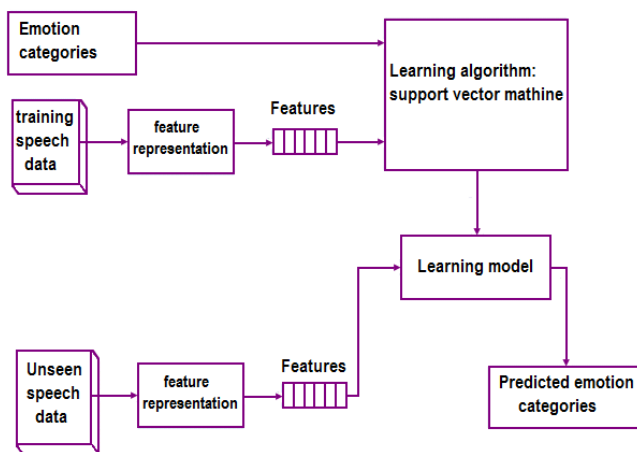 Emotion
categories
Learning algorithm:
support vector mathine
training
speech
data
feature
representation
Features
Learning model
Unseen
speech
data
feature
representation
Features
Predicted emotion
categories